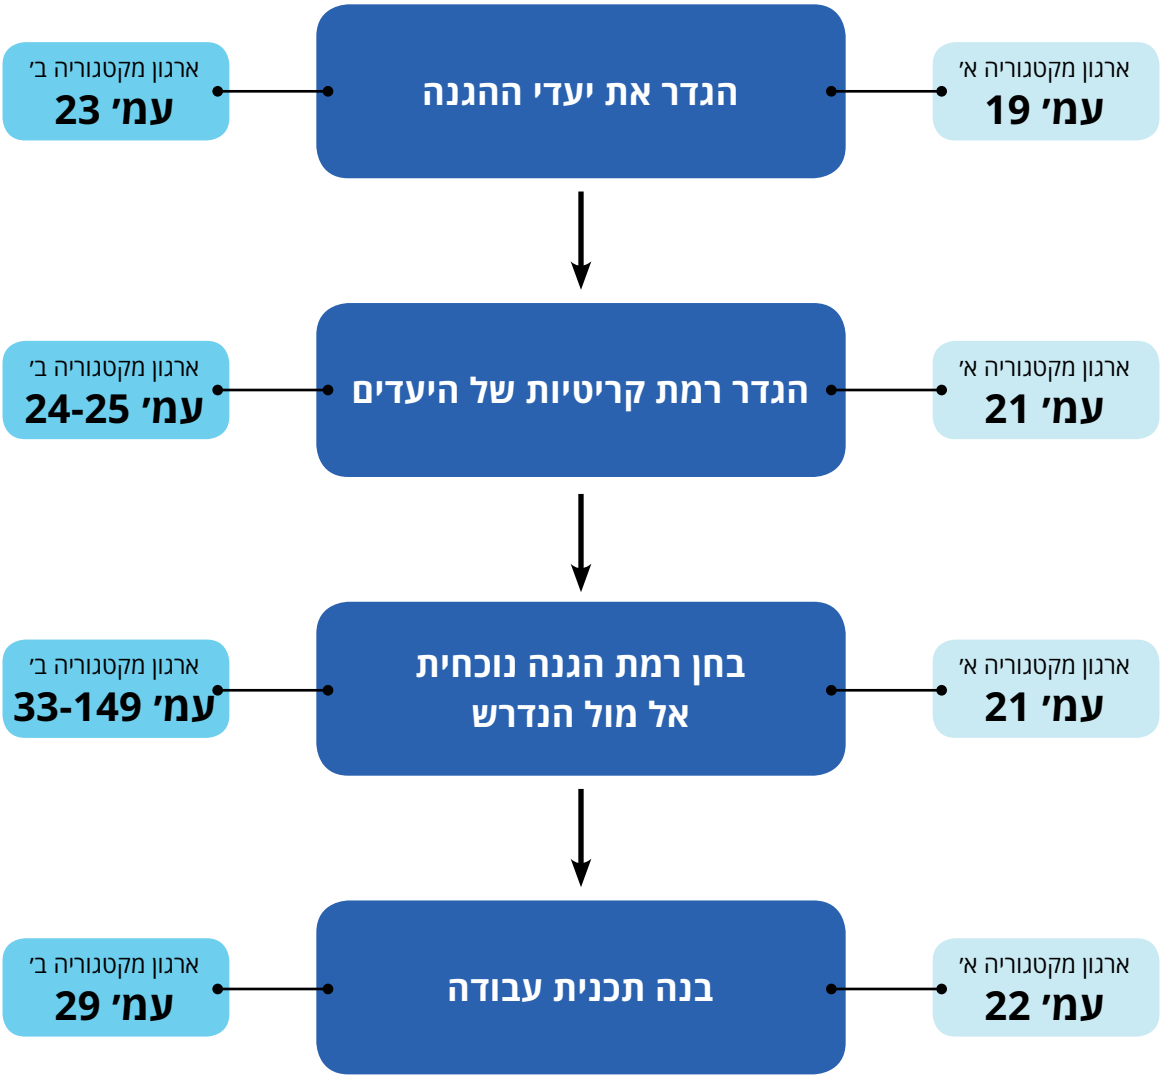 ארגון מקטגוריה א׳
עמ׳ 19
הגדר את יעדי ההגנה
ארגון מקטגוריה ב׳
עמ׳ 23
ארגון מקטגוריה א׳
עמ׳ 21
הגדר רמת קריטיות של היעדים
ארגון מקטגוריה ב׳
עמ׳ 24-25
ארגון מקטגוריה א׳
עמ׳ 21
בחן רמת הגנה נוכחית
אל מול הנדרש
ארגון מקטגוריה ב׳
עמ׳ 33-149
ארגון מקטגוריה א׳
עמ׳ 22
בנה תכנית עבודה
ארגון מקטגוריה ב׳
עמ׳ 29